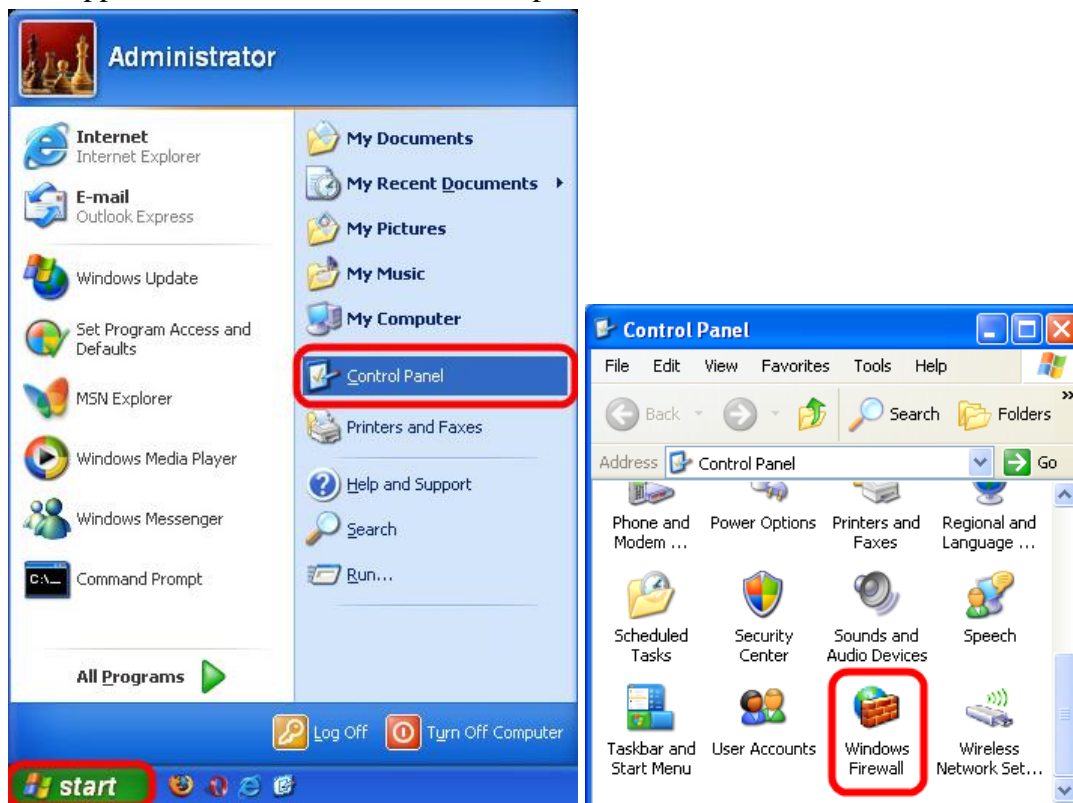 Administrator
Internet
Internet Explorer
E-mail
Outlook Express
Windows Update
Set Program Access and
Defaults
MSN Explorer
Windows Media Player
Windows Messenger
C:\_
Command Prompt
All Programs
My Documents
My Recent Documents
My Pictures
My Music
My Computer
Control Panel
Printers and Faxes
Help and Support
Search
Run...
Log Off
Turn Off Computer
start
Control Panel
File Edit View Favorites Tools Help
Back Search Folders »
Address Control Panel Go
Phone and
Modem ...
Power Options
Printers and
Faxes
Regional and
Language ...
Scheduled
Tasks
Security
Center
Sounds and
Audio Devices
Speech
Taskbar and
Start Menu
User Accounts
Windows
Firewall
Wireless
Network Set...